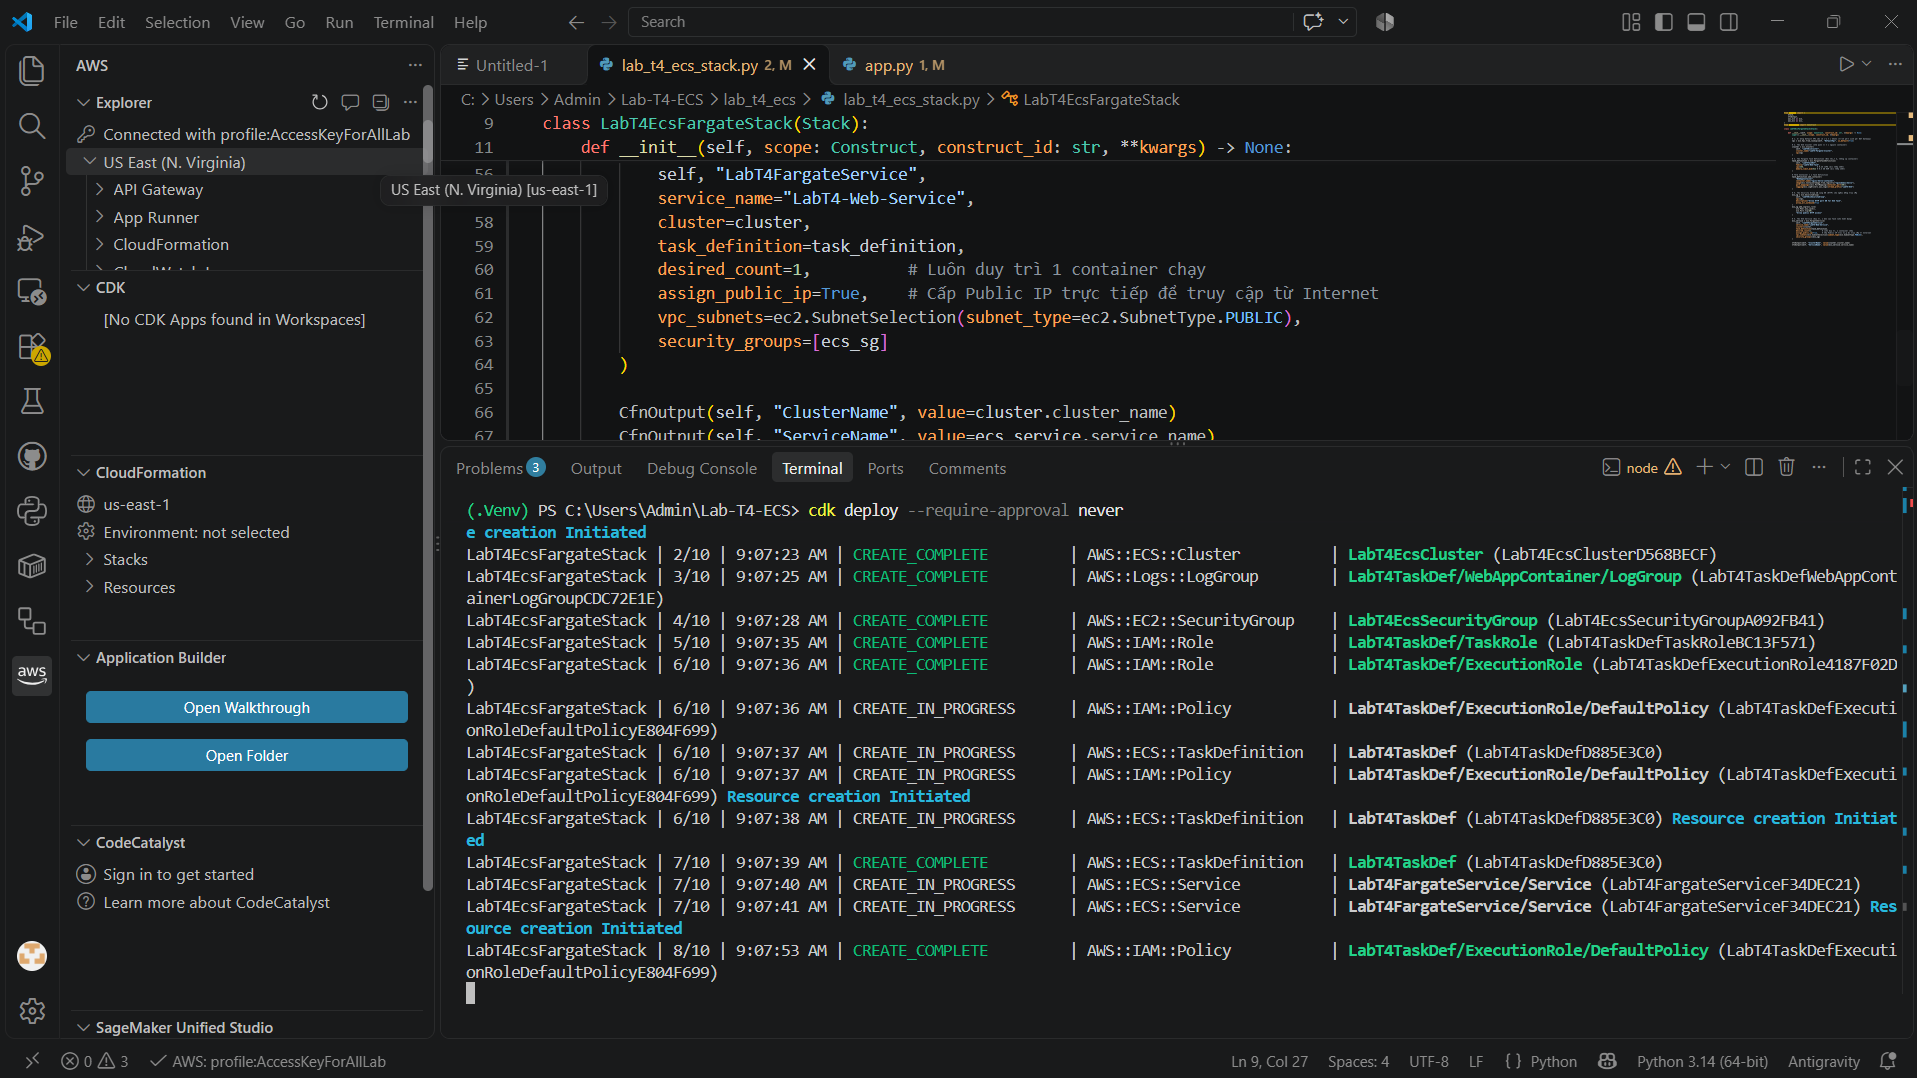 File Edit Selection View Go Run Terminal Help
Search
AWS
Explorer
Connected with profile:AccessKeyForAllLab
US East (N. Virginia)
API Gateway
App Runner
CloudFormation
US East (N. Virginia) [us-east-1]
CDK
[No CDK Apps found in Workspaces]
CloudFormation
us-east-1
Environment: not selected
Stacks
Resources
Application Builder
Open Walkthrough
Open Folder
CodeCatalyst
Sign in to get started
Learn more about CodeCatalyst
SageMaker Unified Studio
aws
Untitled-1
lab_t4_ecs_stack.py 2, M
app.py 1, M
C: > Users > Admin > Lab-T4-ECS > lab_t4_ecs > lab_t4_ecs_stack.py > LabT4EcsFargateStack
9 class LabT4EcsFargateStack(Stack):
11 def __init__(self, scope: Construct, construct_id: str, **kwargs) -> None:
56 self, "LabT4FargateService",
service_name="LabT4-Web-Service",
58 cluster=cluster,
59 task_definition=task_definition,
60 desired_count=1, # Luôn duy trì 1 container chạy
61 assign_public_ip=True, # Cấp Public IP trực tiếp để truy cập từ Internet
62 vpc_subnets=ec2.SubnetSelection(subnet_type=ec2.SubnetType.PUBLIC),
63 security_groups=[ecs_sg]
64 )
65
66 CfnOutput(self, "ClusterName", value=cluster.cluster_name)
67 CfnOutput(self, "ServiceName", value=ecs_service.service_name)
Problems 3 Output Debug Console Terminal Ports Comments
node
(.Venv) PS C:\Users\Admin\Lab-T4-ECS> cdk deploy --require-approval never
e creation Initiated
LabT4EcsFargateStack | 2/10 | 9:07:23 AM | CREATE_COMPLETE | AWS::ECS::Cluster | LabT4EcsCluster (LabT4EcsClusterD568BECF)
LabT4EcsFargateStack | 3/10 | 9:07:25 AM | CREATE_COMPLETE | AWS::Logs::LogGroup | LabT4TaskDef/WebAppContainer/LogGroup (LabT4TaskDefWebAppCont
ainerLogGroupCDC72E1E)
LabT4EcsFargateStack | 4/10 | 9:07:28 AM | CREATE_COMPLETE | AWS::EC2::SecurityGroup | LabT4EcsSecurityGroup (LabT4EcsSecurityGroupA092FB41)
LabT4EcsFargateStack | 5/10 | 9:07:35 AM | CREATE_COMPLETE | AWS::IAM::Role | LabT4TaskDef/TaskRole (LabT4TaskDefTaskRoleBC13F571)
LabT4EcsFargateStack | 6/10 | 9:07:36 AM | CREATE_COMPLETE | AWS::IAM::Role | LabT4TaskDef/ExecutionRole (LabT4TaskDefExecutionRole4187F02D
)
LabT4EcsFargateStack | 6/10 | 9:07:36 AM | CREATE_IN_PROGRESS | AWS::IAM::Policy | LabT4TaskDef/ExecutionRole/DefaultPolicy (LabT4TaskDefExecuti
onRoleDefaultPolicyE804F699)
LabT4EcsFargateStack | 6/10 | 9:07:37 AM | CREATE_IN_PROGRESS | AWS::ECS::TaskDefinition | LabT4TaskDef (LabT4TaskDefD885E3C0)
LabT4EcsFargateStack | 6/10 | 9:07:37 AM | CREATE_IN_PROGRESS | AWS::IAM::Policy | LabT4TaskDef/ExecutionRole/DefaultPolicy (LabT4TaskDefExecuti
onRoleDefaultPolicyE804F699) Resource creation Initiated
LabT4EcsFargateStack | 6/10 | 9:07:38 AM | CREATE_IN_PROGRESS | AWS::ECS::TaskDefinition | LabT4TaskDef (LabT4TaskDefD885E3C0) Resource creation Initiat
ed
LabT4EcsFargateStack | 7/10 | 9:07:39 AM | CREATE_COMPLETE | AWS::ECS::TaskDefinition | LabT4TaskDef (LabT4TaskDefD885E3C0)
LabT4EcsFargateStack | 7/10 | 9:07:40 AM | CREATE_IN_PROGRESS | AWS::ECS::Service | LabT4FargateService/Service (LabT4FargateServiceF34DEC21)
LabT4EcsFargateStack | 7/10 | 9:07:41 AM | CREATE_IN_PROGRESS | AWS::ECS::Service | LabT4FargateService/Service (LabT4FargateServiceF34DEC21) Res
ource creation Initiated
LabT4EcsFargateStack | 8/10 | 9:07:53 AM | CREATE_COMPLETE | AWS::IAM::Policy | LabT4TaskDef/ExecutionRole/DefaultPolicy (LabT4TaskDefExecuti
onRoleDefaultPolicyE804F699)
0 3 AWS: profile:AccessKeyForAllLab
Ln 9, Col 27 Spaces: 4 UTF-8 LF { } Python Python 3.14 (64-bit) Antigravity